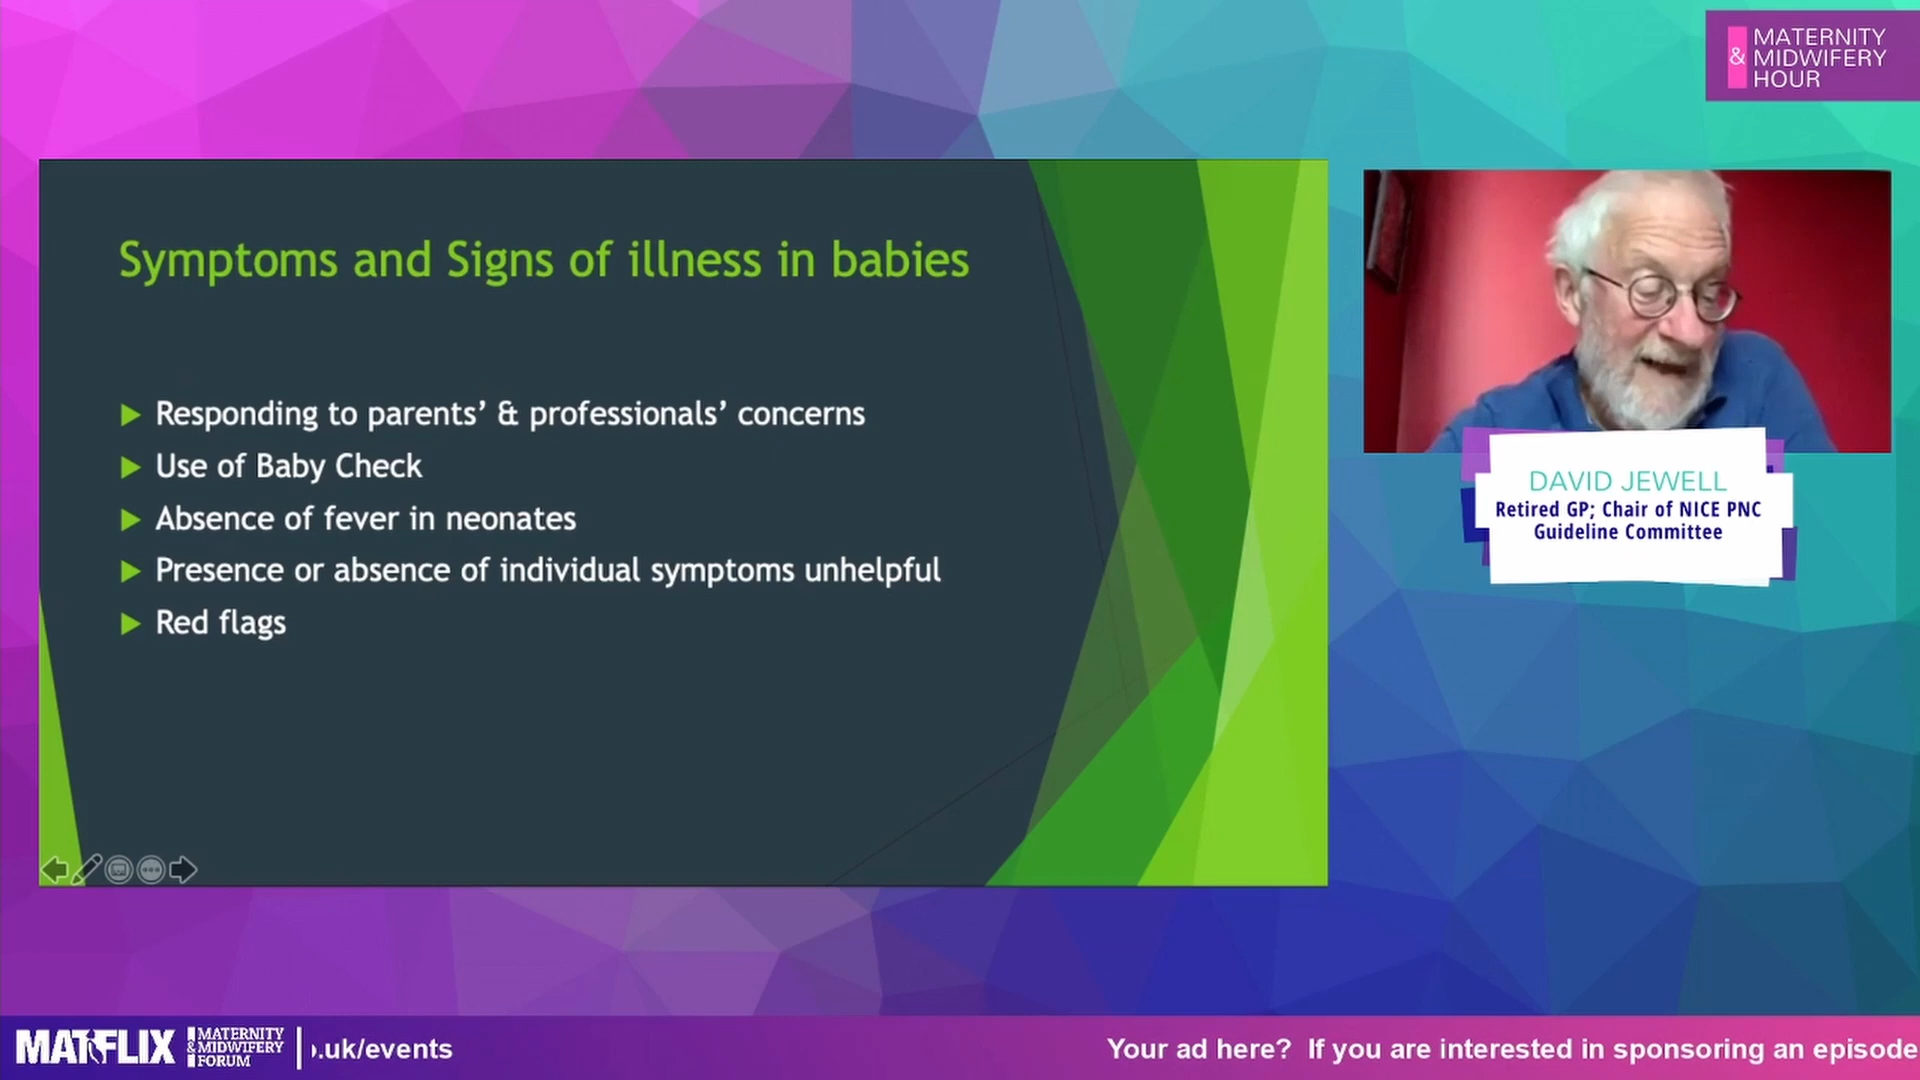 & MATERNITY
MIDWIFERY
HOUR
Symptoms and Signs of illness in babies
Responding to parents’ & professionals’ concerns
Use of Baby Check
Absence of fever in neonates
Presence or absence of individual symptoms unhelpful
Red flags
DAVID JEWELL
Retired GP; Chair of NICE PNC
Guideline Committee
MATFLIX
MATERNITY
&MIDWIFERY
FORUM
.uk/events
Your ad here? If you are interested in sponsoring an episode